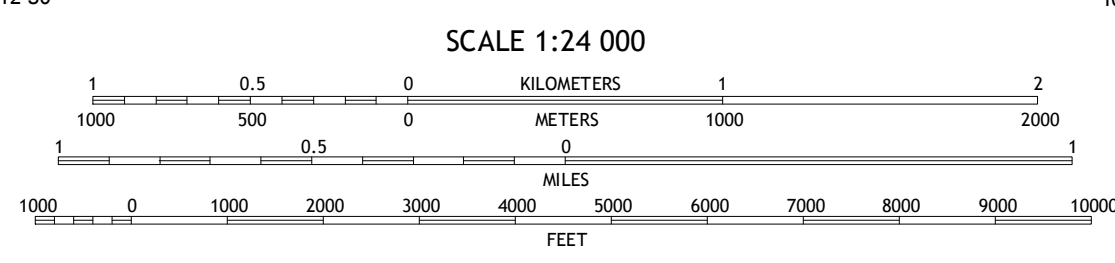 SCALE 1:24 000
1 0.5 0 KILOMETERS 1 2
1000 500 0 METERS 1000 2000
1 0.5 0 1
MILES
1000 0 1000 2000 3000 4000 5000 6000 7000 8000 9000 10000
FEET